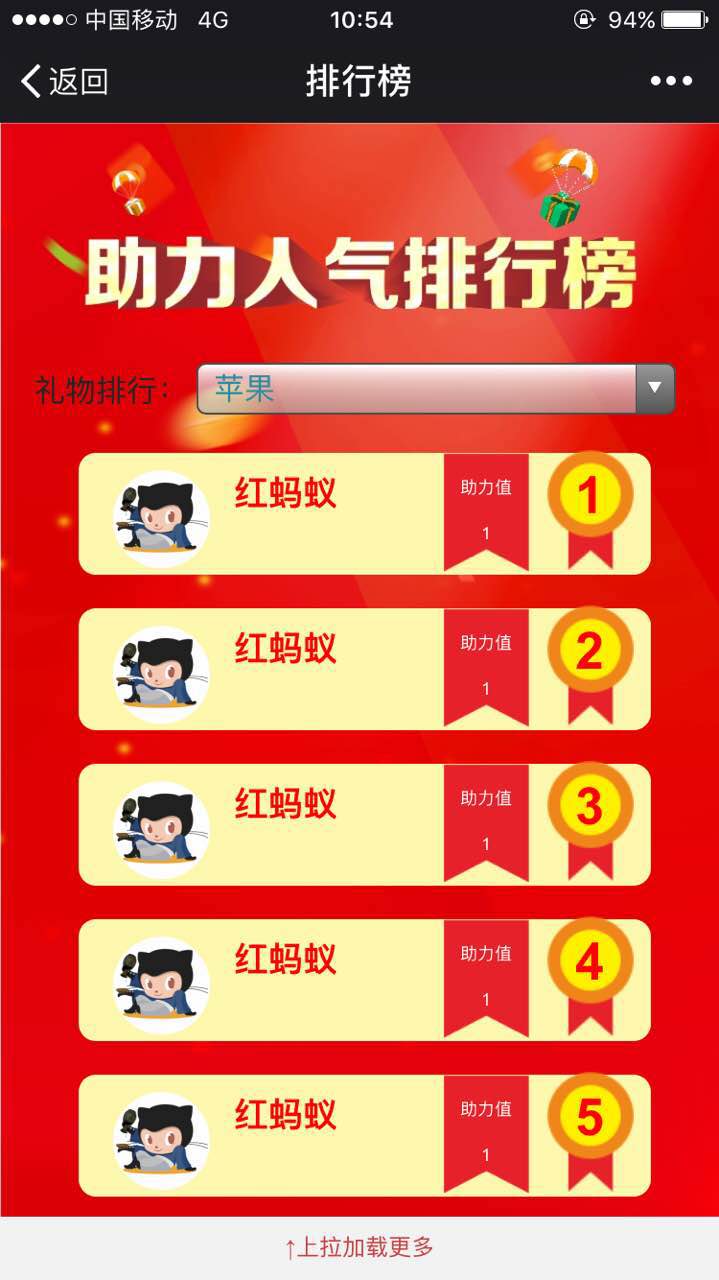 中国移动 4G 10:54 94%
返回 排行榜
助力人气排行榜
礼物排行: 苹果
红蚂蚁 助力值 1 1
红蚂蚁 助力值 1 2
红蚂蚁 助力值 1 3
红蚂蚁 助力值 1 4
红蚂蚁 助力值 1 5
↑上拉加载更多